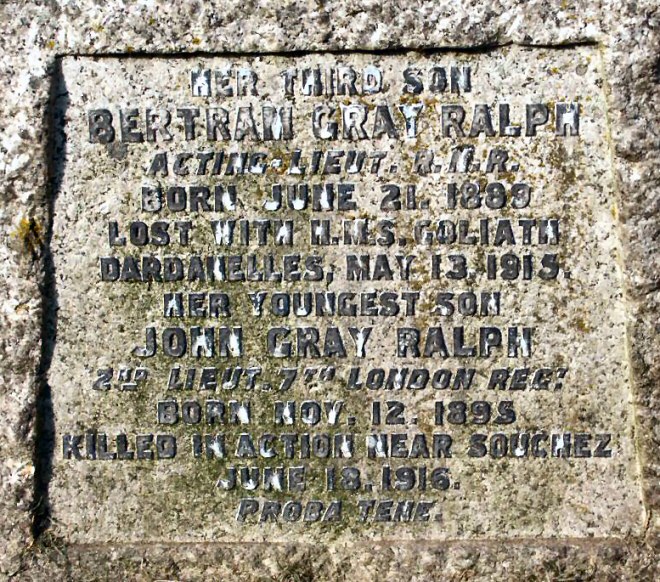 HER THIRD SON
BERTRAM GRAY RALPH
ACTING-LIEUT. R.N.R.
BORN JUNE 21. 1889
LOST WITH H.M.S. GOLIATH
DARDANELLES, MAY 13. 1915.
HER YOUNGEST SON
JOHN GRAY RALPH
2ND LIEUT. 7TH LONDON REGT
BORN NOV. 12. 1895
KILLED IN ACTION NEAR SOUCHEZ
JUNE 18. 1916.
PROBA TENE.